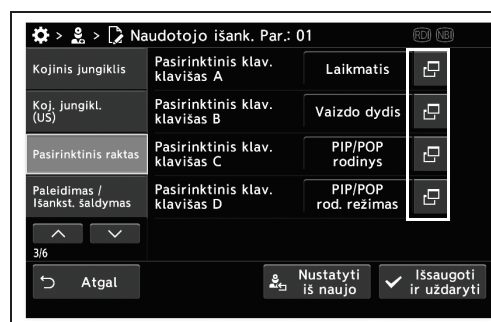 > > Naudotojo išank. Par.: 01 RDI NBI
Kojinis jungiklis
Koj. jungikl.
(US)
Pasirinktinis raktas
Paleidimas /
Išankst. šaldymas
3/6
Pasirinktinis klav.
klavišas A
Laikmatis
Pasirinktinis klav.
klavišas B
Vaizdo dydis
Pasirinktinis klav.
klavišas C
PIP/POP
rodinys
Pasirinktinis klav.
klavišas D
PIP/POP
rod. režimas
Atgal
Nustatyti
iš naujo
Išsaugoti
ir uždaryti